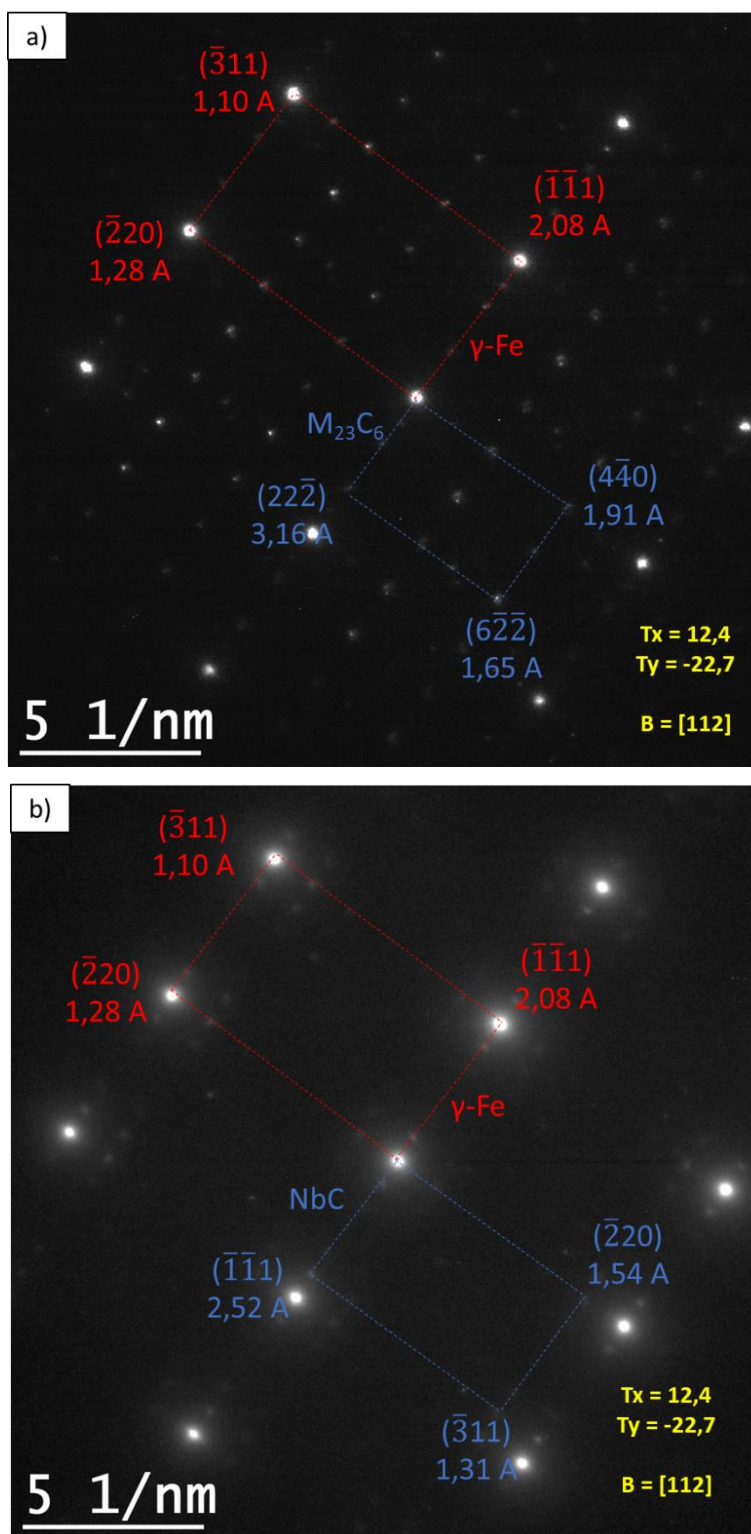 a)
(3̅11)
1,10 A
(1̅1̅1)
2,08 A
(2̅20)
1,28 A
γ-Fe
M₂₃C₆
(222̅)
3,16 A
(44̅0)
1,91 A
(62̅2̅)
1,65 A
Tx = 12,4
Ty = -22,7
B = [112]
5 1/nm
b)
(3̅11)
1,10 A
(2̅20)
1,28 A
(1̅1̅1)
2,08 A
γ-Fe
NbC
(1̅1̅1)
2,52 A
(2̅20)
1,54 A
(3̅11)
1,31 A
Tx = 12,4
Ty = -22,7
B = [112]
5 1/nm